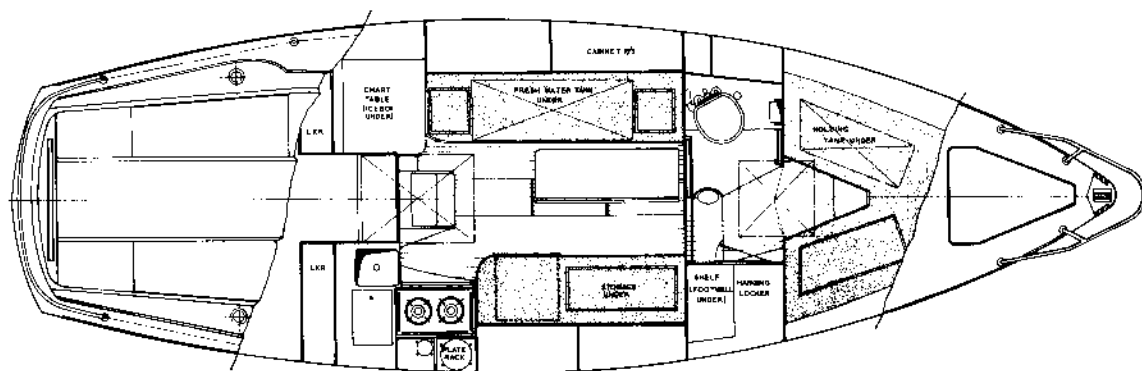 CABINET P/S
CHART
TABLE
(ICEBOX
UNDER)
FRESH WATER TANK
UNDER
LKR
HOLDING
TANK UNDER
LKR
STORAGE
UNDER
SHELF
(FOOTWELL
UNDER)
HANGING
LOCKER
PLATE
RACK